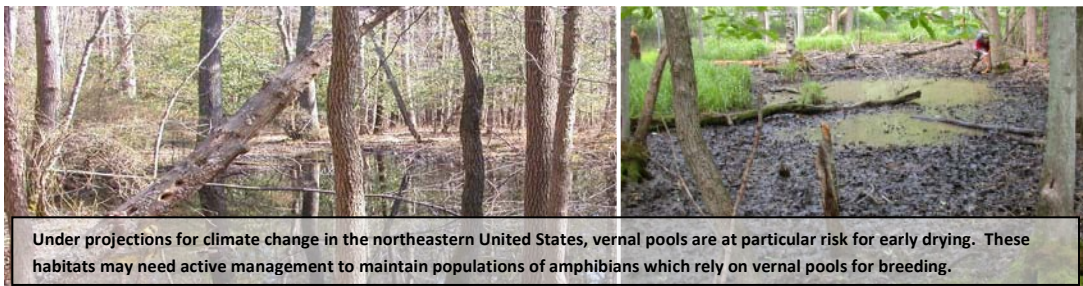 Under projections for climate change in the northeastern United States, vernal pools are at particular risk for early drying.  These
habitats may need active management to maintain populations of amphibians which rely on vernal pools for breeding.